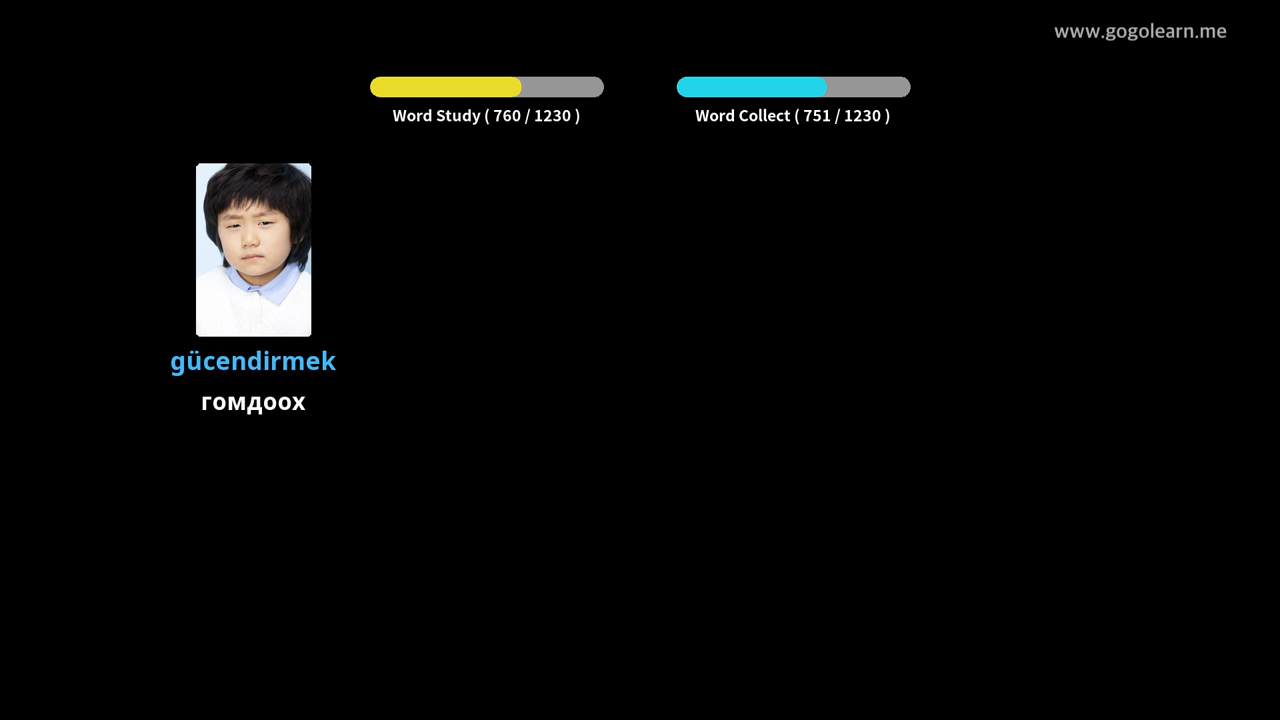 www.gogolearn.me
Word Study ( 760 / 1230 )
Word Collect ( 751 / 1230 )
gücendirmek
гомдоох